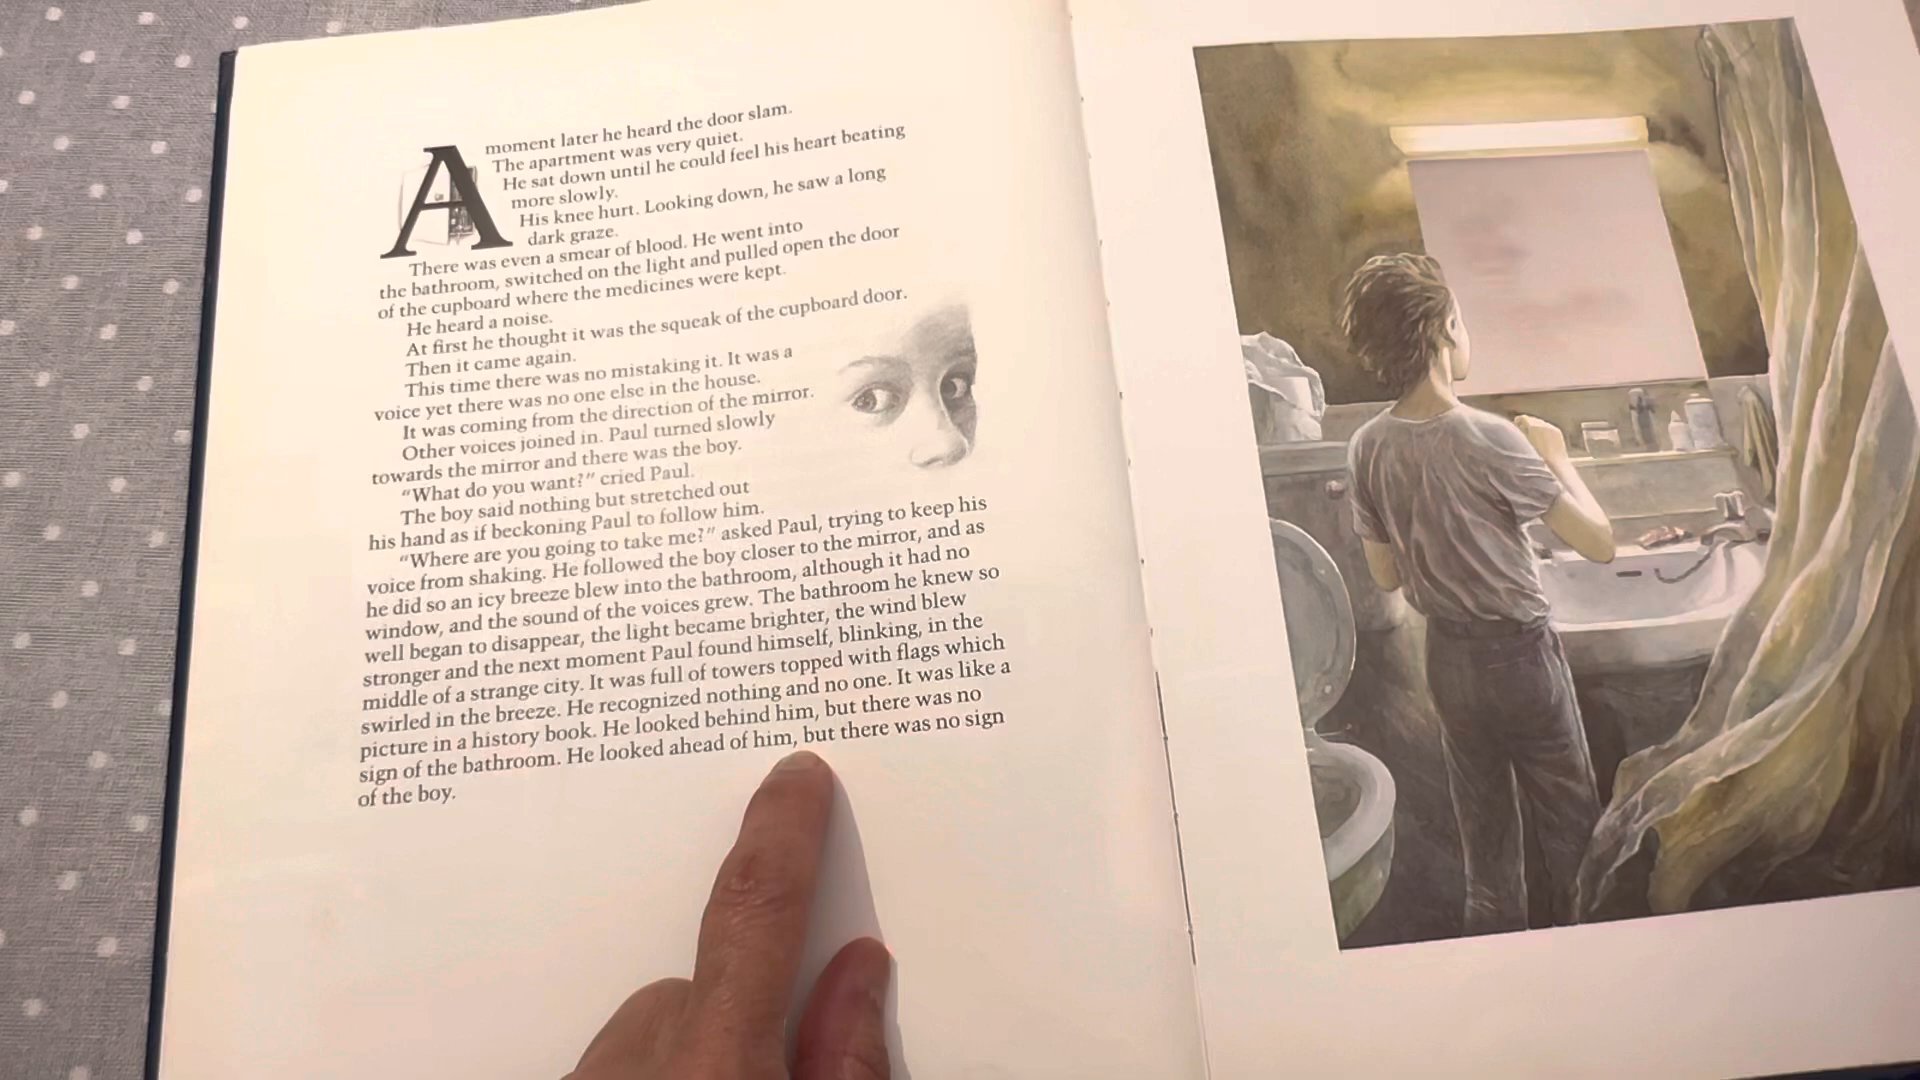 A moment later he heard the door slam.
The apartment was very quiet.
He sat down until he could feel his heart beating
more slowly.
His knee hurt. Looking down, he saw a long
dark graze.
There was even a smear of blood. He went into
the bathroom, switched on the light and pulled open the door
of the cupboard where the medicines were kept.
He heard a noise.
At first he thought it was the squeak of the cupboard door.
Then it came again.
This time there was no mistaking it. It was a
voice yet there was no one else in the house.
It was coming from the direction of the mirror.
Other voices joined in. Paul turned slowly
towards the mirror and there was the boy.
“What do you want?” cried Paul.
The boy said nothing but stretched out
his hand as if beckoning Paul to follow him.
“Where are you going to take me?” asked Paul, trying to keep his
voice from shaking. He followed the boy closer to the mirror, and as
he did so an icy breeze blew into the bathroom, although it had no
window, and the sound of the voices grew. The bathroom he knew so
well began to disappear, the light became brighter, the wind blew
stronger and the next moment Paul found himself, blinking, in the
middle of a strange city. It was full of towers topped with flags which
swirled in the breeze. He recognized nothing and no one. It was like a
picture in a history book. He looked behind him, but there was no
sign of the bathroom. He looked ahead of him, but there was no sign
of the boy.